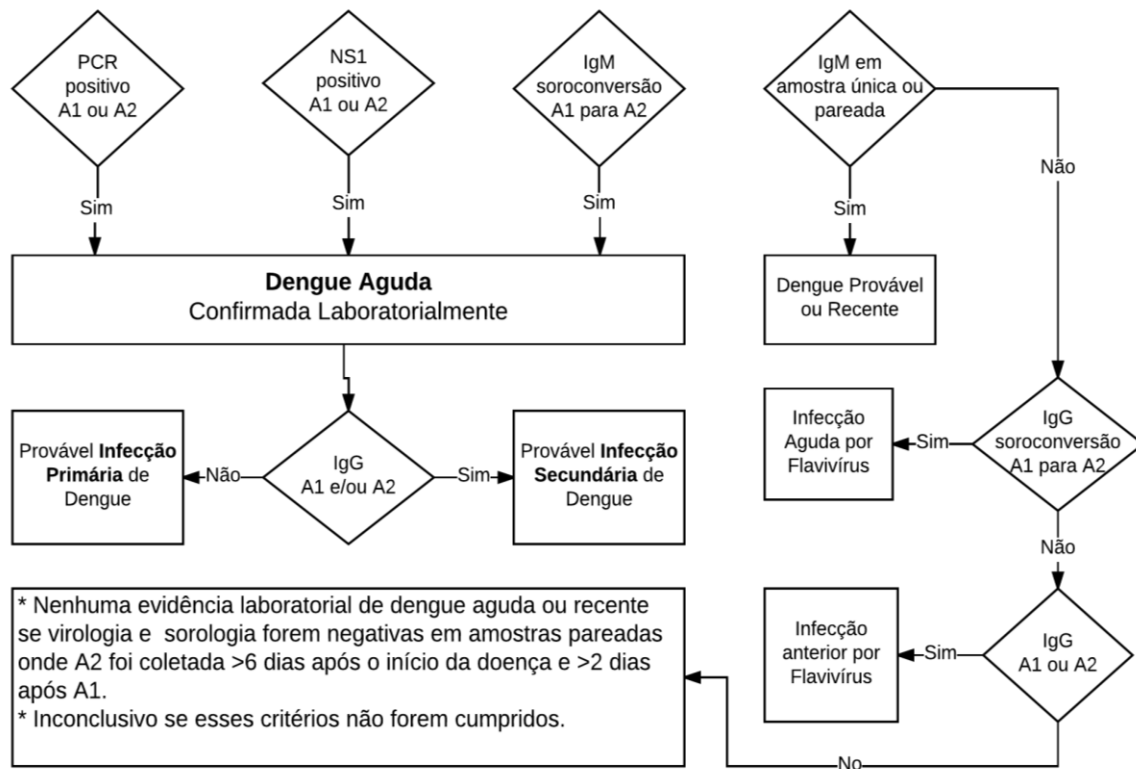 PCR
positivo
A1 ou A2
NS1
positivo
A1 ou A2
IgM
soroconversão
A1 para A2
IgM em
amostra única ou
pareada
Sim
Sim
Sim
Sim
Não
Dengue Aguda
Confirmada Laboratorialmente
Dengue Provável
ou Recente
Provável Infecção
Primária de
Dengue
Não
IgG
A1 e/ou A2
Sim
Provável Infecção
Secundária de
Dengue
Infecção
Aguda por
Flavivírus
Sim
IgG
soroconversão
A1 para A2
Não
* Nenhuma evidência laboratorial de dengue aguda ou recente
se virologia e sorologia forem negativas em amostras pareadas
onde A2 foi coletada >6 dias após o início da doença e >2 dias
após A1.
* Inconclusivo se esses critérios não forem cumpridos.
Infecção
anterior por
Flavivírus
Sim
IgG
A1 ou A2
No